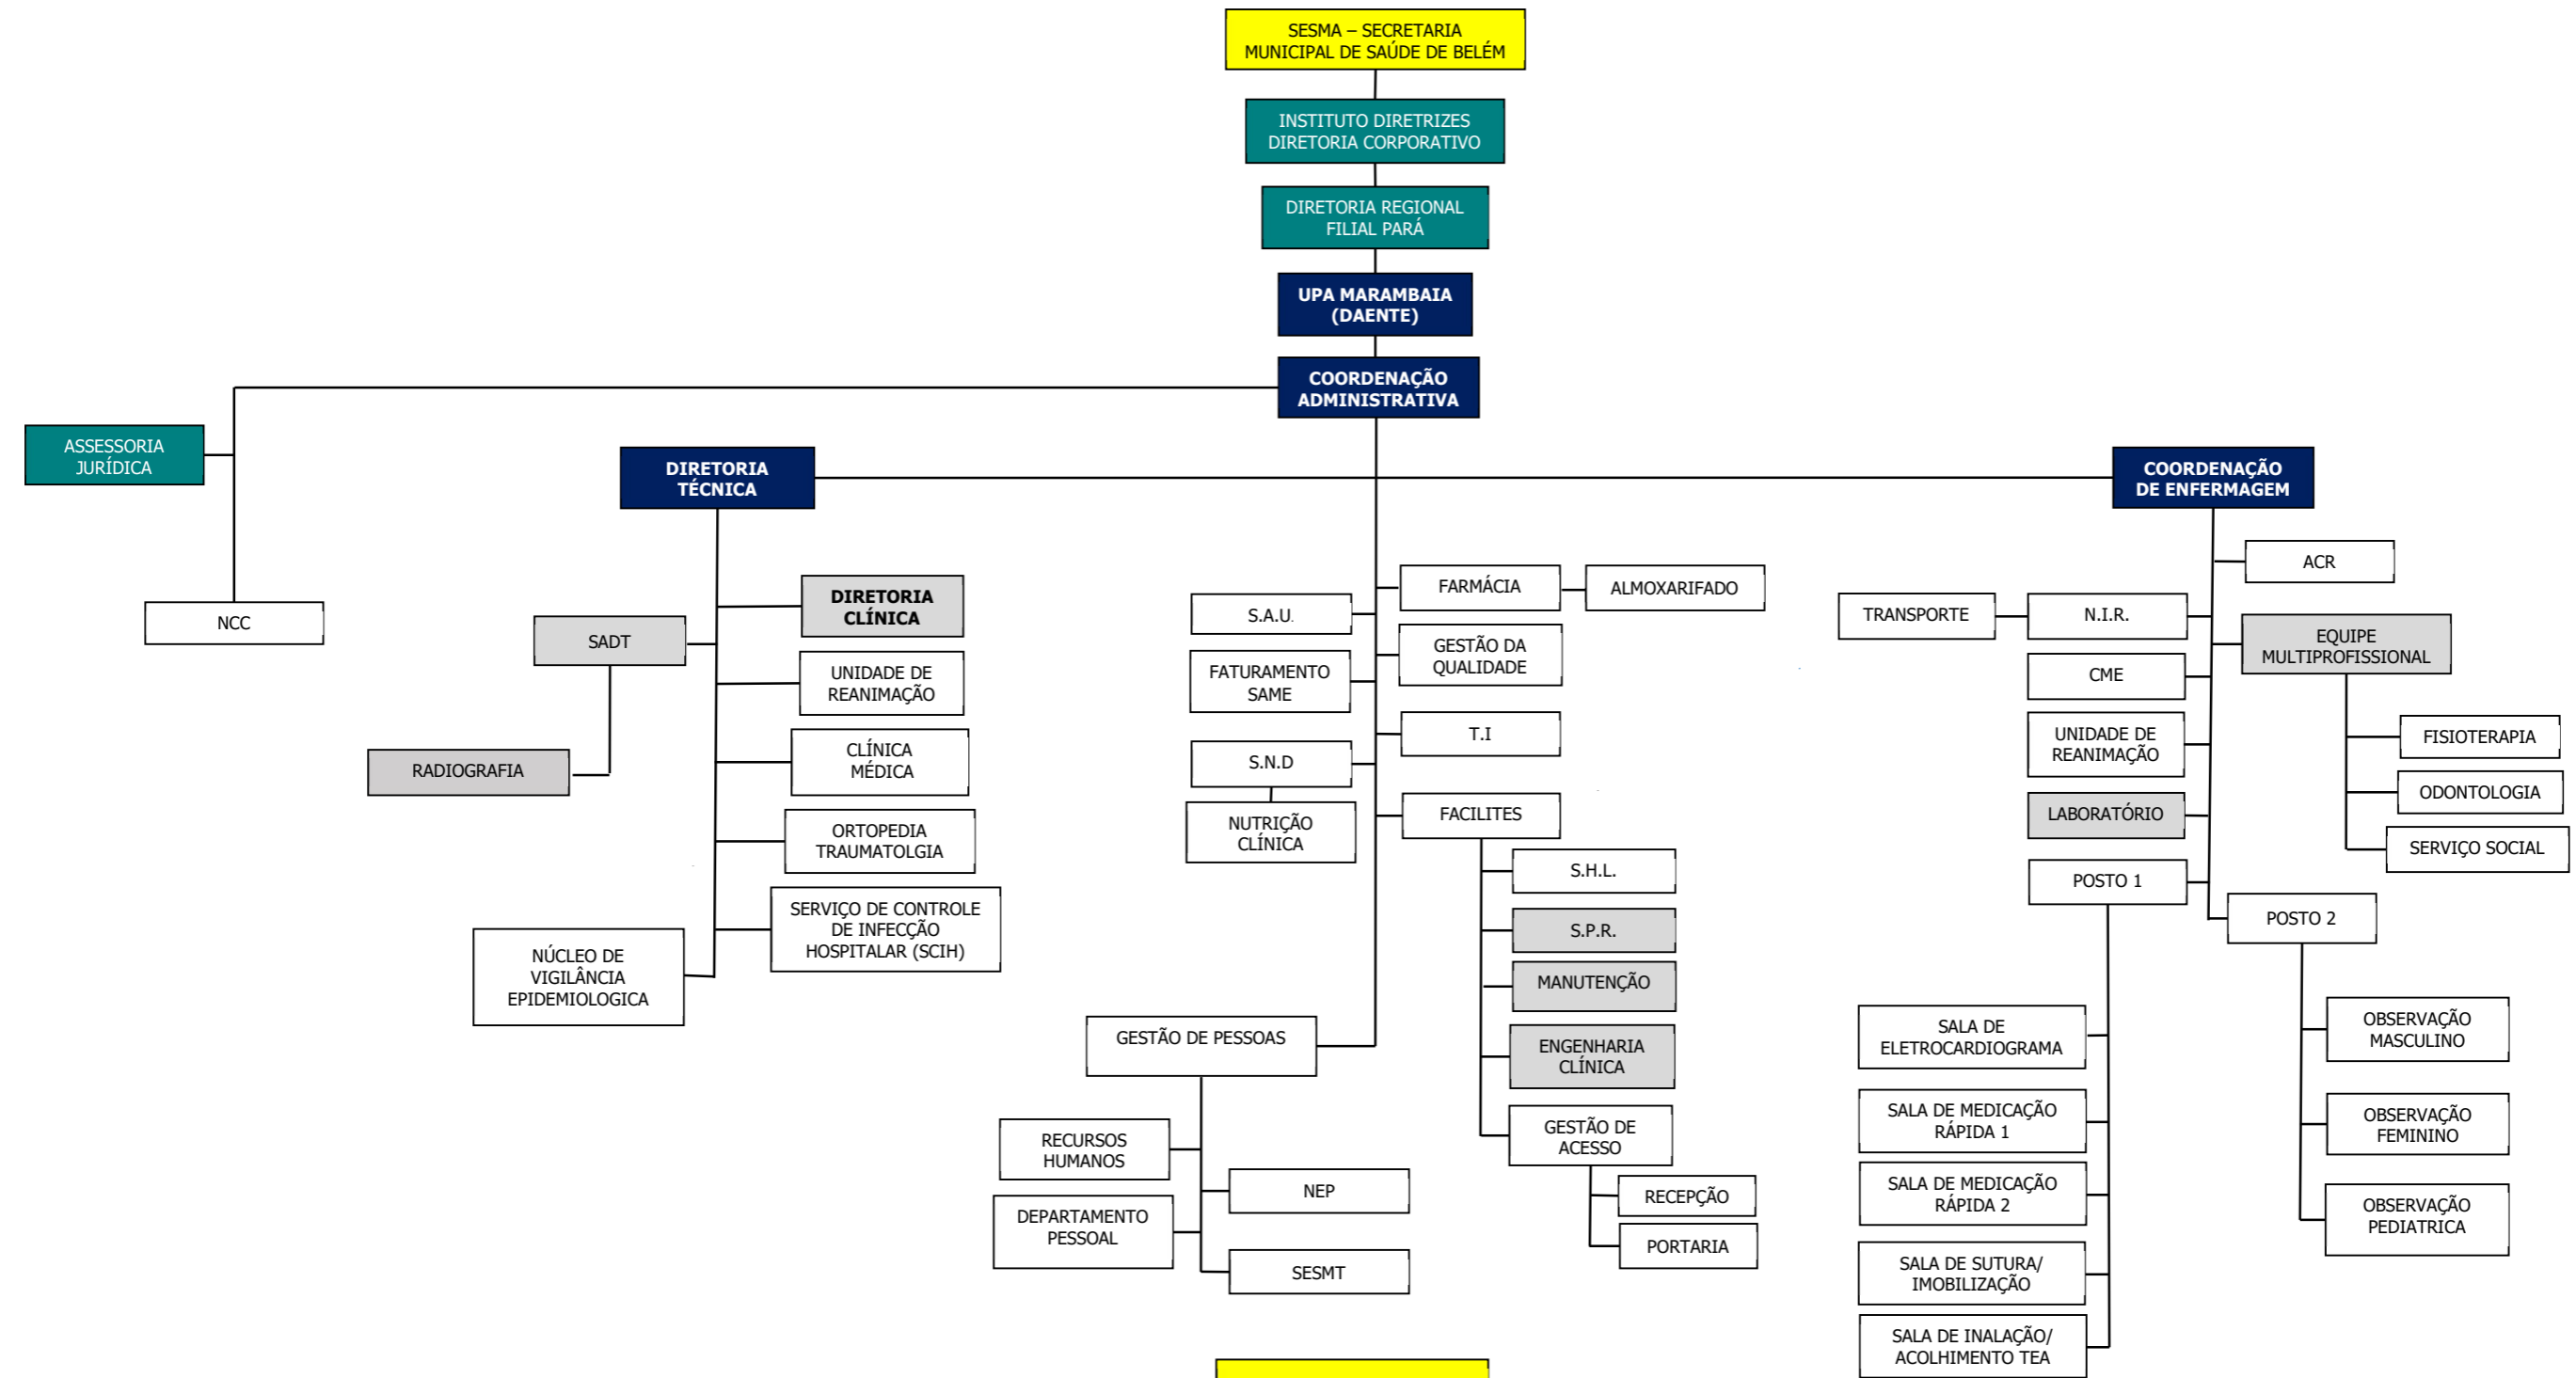 SESMA – SECRETARIA
MUNICIPAL DE SAÚDE DE BELÉM
INSTITUTO DIRETRIZES
DIRETORIA CORPORATIVO
DIRETORIA REGIONAL
FILIAL PARÁ
UPA MARAMBAIA
(DAENTE)
COORDENAÇÃO
ADMINISTRATIVA
ASSESSORIA
JURÍDICA
NCC
DIRETORIA
TÉCNICA
DIRETORIA
CLÍNICA
SADT
RADIOGRAFIA
UNIDADE DE
REANIMAÇÃO
CLÍNICA
MÉDICA
ORTOPEDIA
TRAUMATOLGIA
SERVIÇO DE CONTROLE
DE INFECÇÃO
HOSPITALAR (SCIH)
NÚCLEO DE
VIGILÂNCIA
EPIDEMIOLOGICA
FARMÁCIA
ALMOXARIFADO
S.A.U.
GESTÃO DA
QUALIDADE
FATURAMENTO
SAME
T.I
S.N.D
NUTRIÇÃO
CLÍNICA
FACILITES
S.H.L.
S.P.R.
MANUTENÇÃO
ENGENHARIA
CLÍNICA
GESTÃO DE
ACESSO
RECEPÇÃO
PORTARIA
GESTÃO DE PESSOAS
RECURSOS
HUMANOS
NEP
DEPARTAMENTO
PESSOAL
SESMT
COORDENAÇÃO
DE ENFERMAGEM
ACR
TRANSPORTE
N.I.R.
EQUIPE
MULTIPROFISSIONAL
CME
FISIOTERAPIA
UNIDADE DE
REANIMAÇÃO
ODONTOLOGIA
LABORATÓRIO
SERVIÇO SOCIAL
POSTO 1
SALA DE
ELETROCARDIOGRAMA
SALA DE MEDICAÇÃO
RÁPIDA 1
SALA DE MEDICAÇÃO
RÁPIDA 2
SALA DE SUTURA/
IMOBILIZAÇÃO
SALA DE INALAÇÃO/
ACOLHIMENTO TEA
POSTO 2
OBSERVAÇÃO
MASCULINO
OBSERVAÇÃO
FEMININO
OBSERVAÇÃO
PEDIATRICA